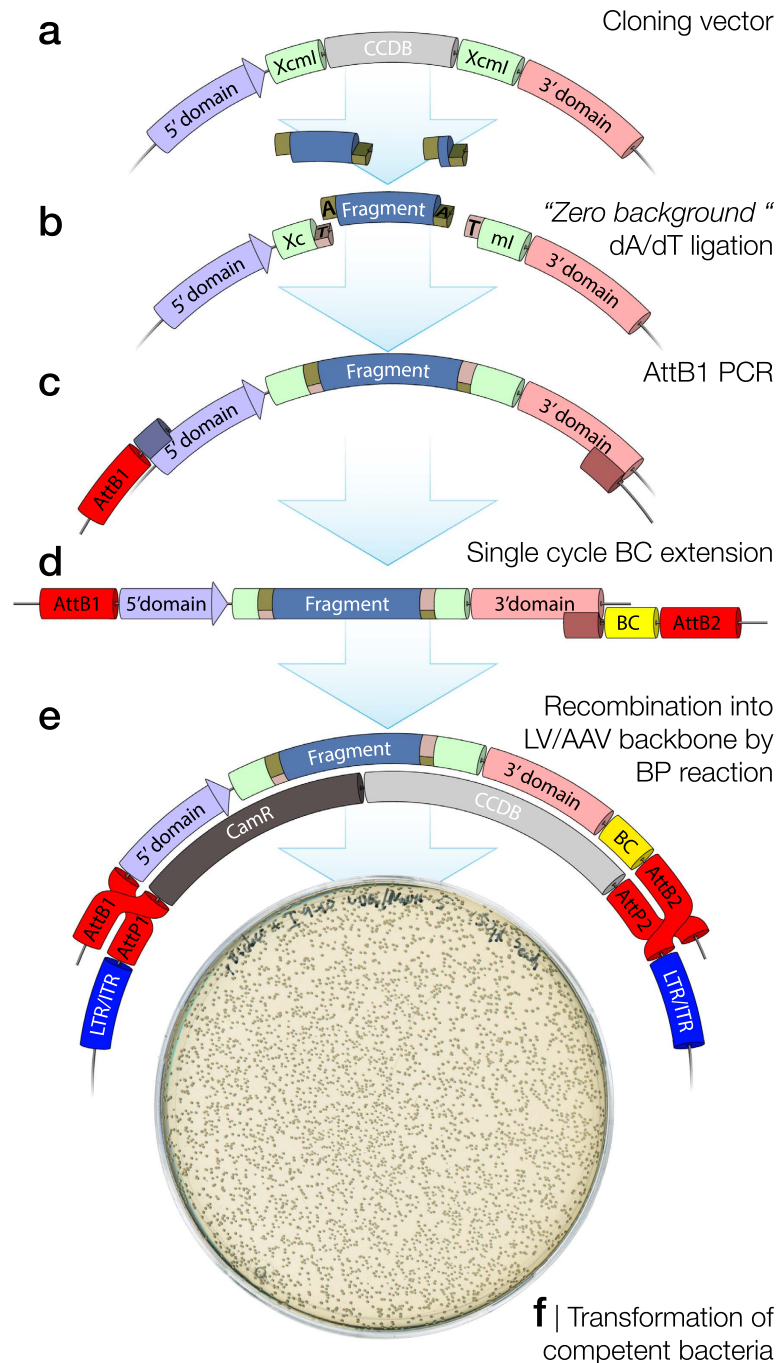 a
Cloning vector
5' domain
XcmI
CCDB
XcmI
3' domain
b
"Zero background "
dA/dT ligation
5' domain
Xc
T
A
Fragment
A
T
mI
3' domain
c
AttB1 PCR
AttB1
5' domain
Fragment
3' domain
d
Single cycle BC extension
AttB1
5'domain
Fragment
3'domain
BC
AttB2
e
Recombination into
LV/AAV backbone by
BP reaction
5' domain
Fragment
3' domain
BC
CamR
CCDB
AttB1
AttP1
AttP2
AttB2
LTR/ITR
LTR/ITR
f | Transformation of
competent bacteria